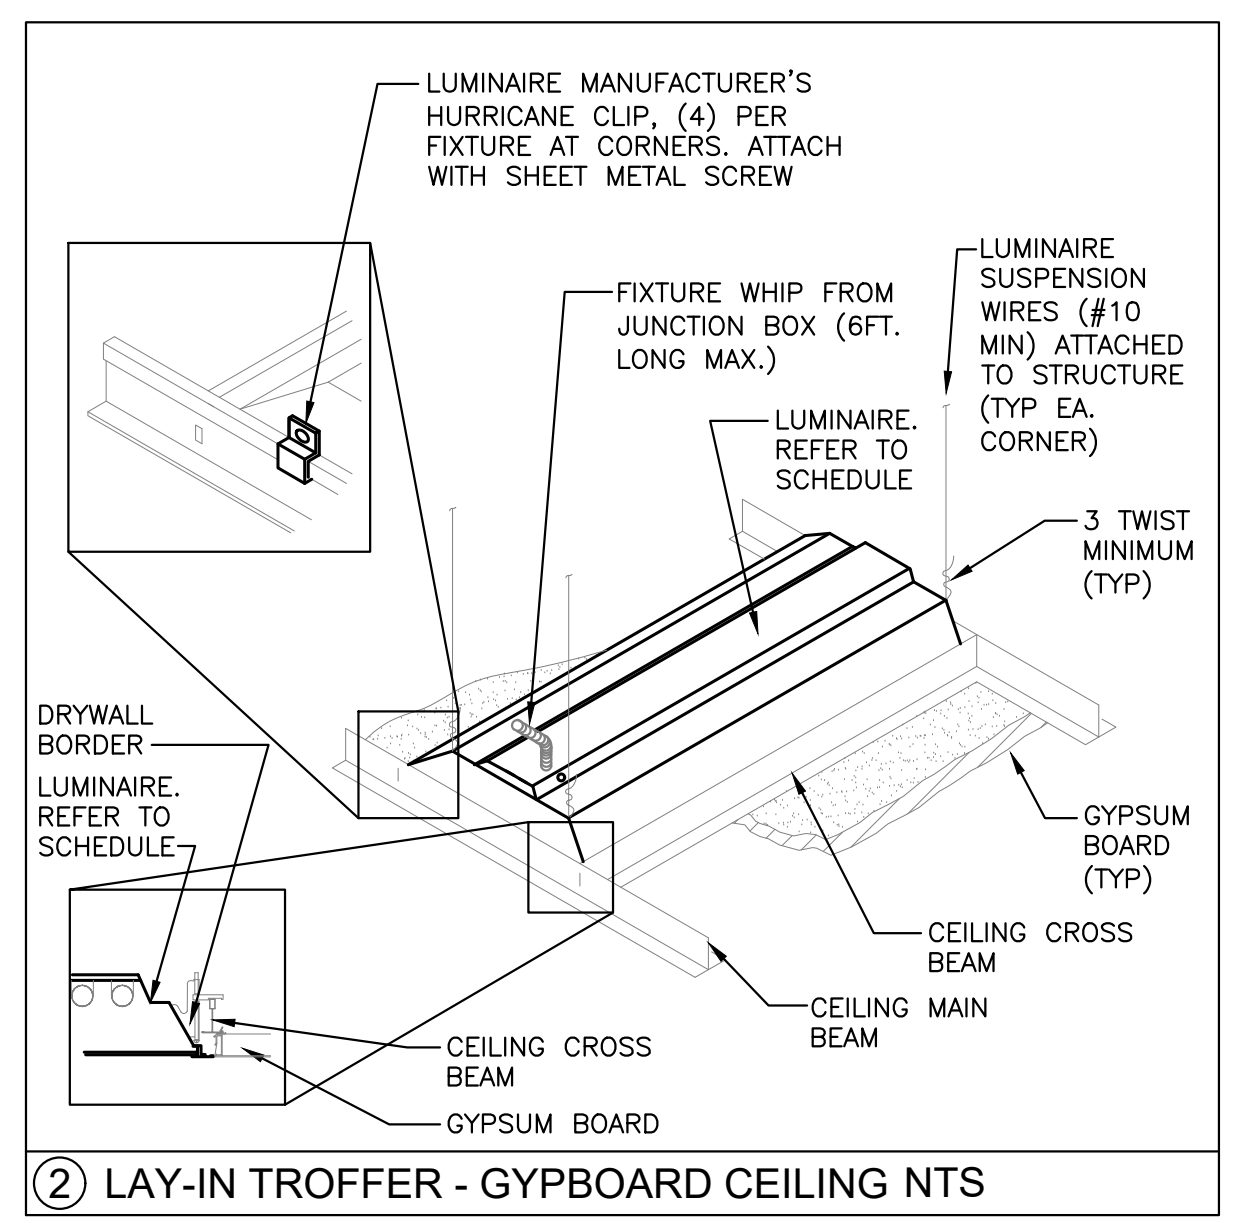 LUMINAIRE MANUFACTURER'S
HURRICANE CLIP, (4) PER
FIXTURE AT CORNERS. ATTACH
WITH SHEET METAL SCREW
LUMINAIRE
SUSPENSION
WIRES (#10
MIN) ATTACHED
TO STRUCTURE
(TYP EA.
CORNER)
FIXTURE WHIP FROM
JUNCTION BOX (6FT.
LONG MAX.)
LUMINAIRE.
REFER TO
SCHEDULE
3 TWIST
MINIMUM
(TYP)
DRYWALL
BORDER
LUMINAIRE.
REFER TO
SCHEDULE
GYPSUM
BOARD
(TYP)
CEILING CROSS
BEAM
CEILING MAIN
BEAM
CEILING CROSS
BEAM
GYPSUM BOARD
2 LAY-IN TROFFER - GYPBOARD CEILING NTS